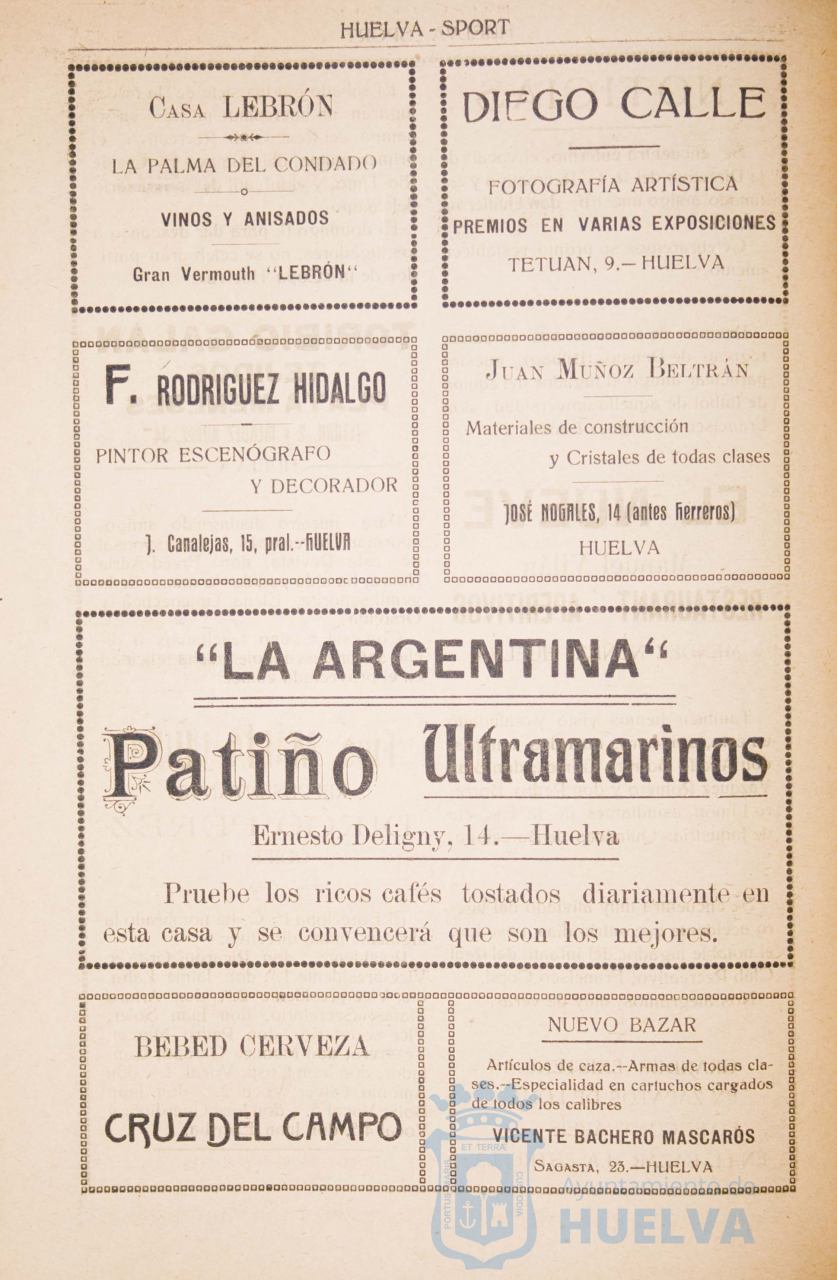 HUELVA - SPORT
CASA LEBRÓN
LA PALMA DEL CONDADO
VINOS Y ANISADOS
Gran Vermouth "LEBRÓN"
DIEGO CALLE
FOTOGRAFÍA ARTÍSTICA
PREMIOS EN VARIAS EXPOSICIONES
TETUAN, 9.—HUELVA
F. RODRIGUEZ HIDALGO
PINTOR ESCENÓGRAFO
Y DECORADOR
J. Canalejas, 15, pral.--HUELVA
JUAN MUÑOZ BELTRÁN
Materiales de construcción
y Cristales de todas clases
JOSÉ NOGALES, 14 (antes Herreros)
HUELVA
"LA ARGENTINA"
Patiño Ultramarinos
Ernesto Deligny, 14.—Huelva
Pruebe los ricos cafés tostados diariamente en
esta casa y se convencerá que son los mejores.
BEBED CERVEZA
CRUZ DEL CAMPO
NUEVO BAZAR
Artículos de caza.--Armas de todas cla-
ses.--Especialidad en cartuchos cargados
de todos los calibres
VICENTE BACHERO MASCARÓS
SAGASTA, 23.—HUELVA
PORTUS MARIS ET TERRÆ CUSTODIA
Ayuntamiento de
HUELVA